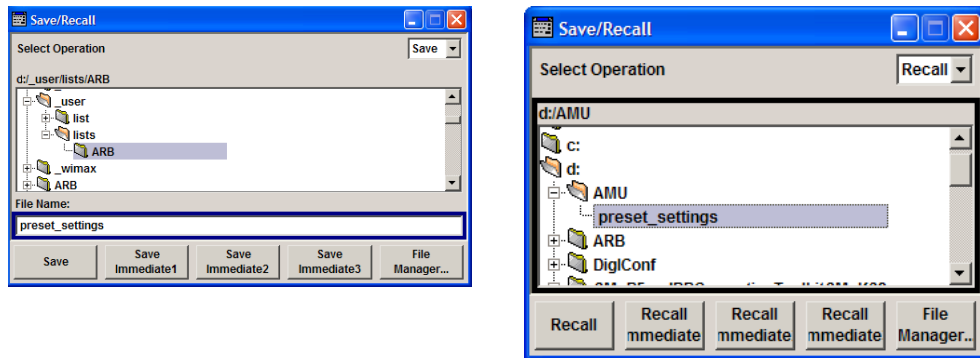 Save/Recall
Select Operation
Save
d:/_user/lists/ARB
_user
list
lists
ARB
_wimax
ARB
File Name:
preset_settings
Save
Save
Immediate1
Save
Immediate2
Save
Immediate3
File
Manager...
Save/Recall
Select Operation
Recall
d:/AMU
c:
d:
AMU
preset_settings
ARB
DigIConf
Recall
Recall
mmediate
Recall
mmediate
Recall
mmediate
File
Manager..